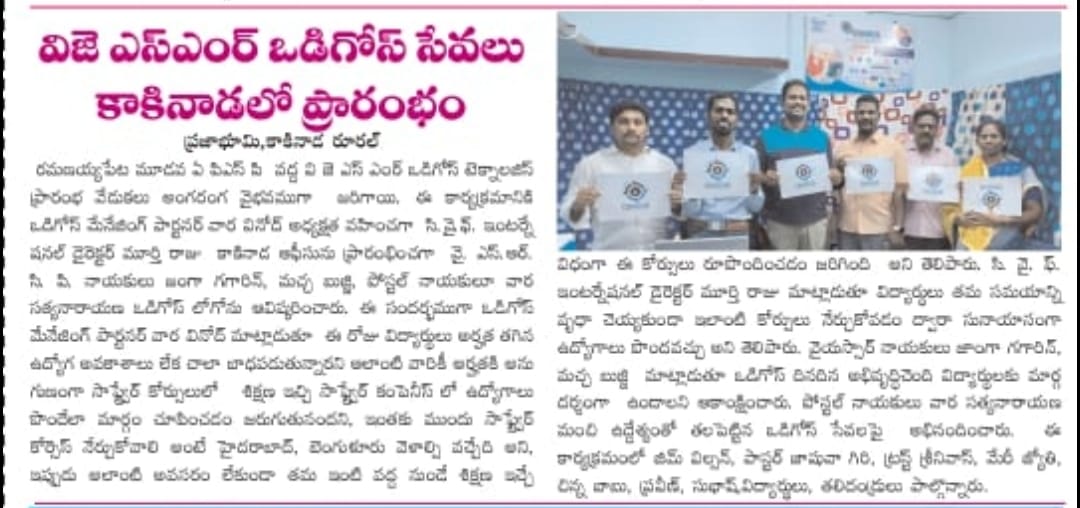 విజె ఎస్ఎంర్ ఒడిగోస్ సేవలు
కాకినాడలో ప్రారంభం
ప్రజాభూమి,కాకినాడ రూరల్
రమణయ్యపేట మూడవ ఏ పిఎస్ పి వద్ద వి జె ఎస్ ఎంర్ ఒడిగోస్ టెక్నాలజీస్
ప్రారంభ వేడుకలు అంగరంగ వైభవముగా జరిగాయి. ఈ కార్యక్రమానికి
ఒడిగోస్ మేనేజింగ్ పార్టనర్ వార వినోద్ అధ్యక్షత వహించగా సి.వై.ఫ్. ఇంటర్నే
షనల్ డైరెక్టర్ మూర్తి రాజు కాకినాడ ఆఫీసును ప్రారంభించగా వై. ఎస్.ఆర్.
సి. పి. నాయకులు జంగా గగారిన్, మచ్చ బుజ్జి, పోస్టల్ నాయకులూ వార
సత్యనారాయణ ఒడిగోస్ లోగోను ఆవిష్కరించారు. ఈ సందర్భముగా ఒడిగోస్
మేనేజింగ్ పార్టనర్ వార వినోద్ మాట్లాడుతూ ఈ రోజు విద్యార్థులు అర్హత తగిన
ఉద్యోగ అవకాశాలు లేక చాలా బాధపడుతున్నారని అలాంటి వారికీ అర్హతకి అను
గుణంగా సాఫ్ట్వేర్ కోర్సులులో శిక్షణ ఇచ్చి సాఫ్ట్వేర్ కంపెనీస్ లో ఉద్యోగాలు
పొందేలా మార్గం చూపించడం జరుగుతుందని, ఇంతకు ముందు సాఫ్ట్వేర్
కోర్సెస్ నేర్చుకోవాలి అంటే హైదరాబాద్, బెంగుళూరు వెళాల్సి వచ్చేది అని,
ఇప్పుడు అలాంటి అవసరం లేకుండా తమ ఇంటి వద్ద నుండే శిక్షణ ఇచ్చే
విధంగా ఈ కోర్సులు రూపొందించడం జరిగింది అని తెలిపారు. సి. వై. ఫ్.
ఇంటర్నేషనల్ డైరెక్టర్ మూర్తి రాజు మాట్లాడుతూ విద్యార్థులు తమ సమయాన్ని
వృధా చెయ్యకుండా ఇలాంటి కోర్సులు నేర్చుకోవడం ద్వారా సునాయాసంగా
ఉద్యోగాలు పొందవచ్చు అని తెలిపారు. వైయస్సార్ నాయకులు జాంగా గగారిన్,
మచ్చ బుజ్జి మాట్లాడుతూ ఒడిగోస్ దినదిన అభివృద్ధిచెంది విద్యార్థులకు మార్గ
దర్శంగా ఉండాలని ఆకాంక్షించారు. పోస్టల్ నాయకులు వార సత్యనారాయణ
మంచి ఉద్దేశ్యంతో తలపెట్టిన ఒడిగోస్ సేవలపై అభినందించారు. ఈ
కార్యక్రమంలో జిమ్ విల్సన్, పాస్టర్ జాషువా గిరి, ట్రస్ట్ శ్రీనివాస్, మేరీ జ్యోతి,
చిన్న బాబు, ప్రవీణ్, సుభాష్,విద్యార్థులు, తలిదండ్రులు పాల్గొన్నారు.